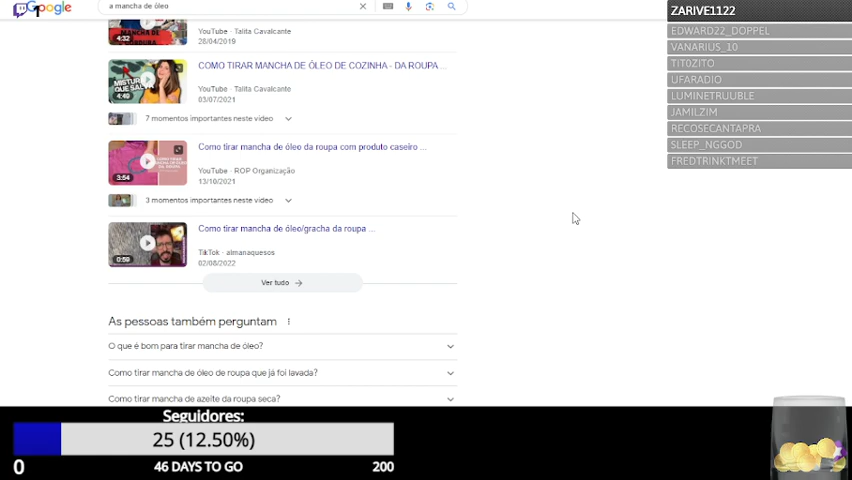 Google
a mancha de óleo
4:32
YouTube · Talita Cavalcante
28/04/2019
MISTURA
QUE SALVA
4:49
COMO TIRAR MANCHA DE ÓLEO DE COZINHA - DA ROUPA ...
YouTube · Talita Cavalcante
03/07/2021
7 momentos importantes neste vídeo
3:54
Como tirar mancha de óleo da roupa com produto caseiro ...
YouTube · ROP Organização
13/10/2021
3 momentos importantes neste vídeo
0:59
Como tirar mancha de óleo/gracha da roupa ...
TikTok · almanaquesos
02/08/2022
Ver tudo
As pessoas também perguntam
O que é bom para tirar mancha de óleo?
Como tirar mancha de óleo de roupa que já foi lavada?
Como tirar mancha de azeite da roupa seca?
ZARIVE1122
EDWARD22_DOPPEL
VANARIUS_10
TIT0ZITO
UFARADIO
LUMINETRUUBLE
JAMILZIM
RECOSECANTAPRA
SLEEP_NGGOD
FREDTRINKTMEET
Seguidores:
25 (12.50%)
0
46 DAYS TO GO
200